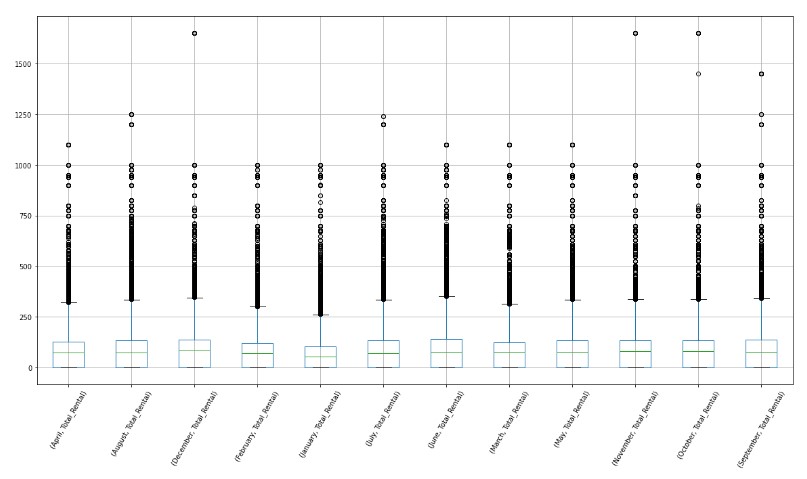 1500
1250
1000
750
500
250
0
(April, Total_Rental)
(August, Total_Rental)
(December, Total_Rental)
(February, Total_Rental)
(January, Total_Rental)
(July, Total_Rental)
(June, Total_Rental)
(March, Total_Rental)
(May, Total_Rental)
(November, Total_Rental)
(October, Total_Rental)
(September, Total_Rental)